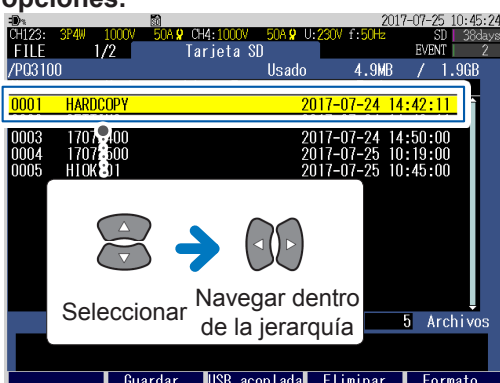 opciones:
2017-07-25 10:45:24
CH123: 3P4W 1000V 50A CH4:1000V 50A U:230V f:50Hz SD 38days
FILE 1/2 Tarjeta SD EVENT 2
/PQ3100 Usado 4.9MB / 1.9GB
0001 HARDCOPY 2017-07-24 14:42:11
0003 2017-07-24 14:50:00
0004 2017-07-25 10:19:00
0005 2017-07-25 10:45:00
Seleccionar
Navegar dentro
de la jerarquía
5 Archivos
Guardar USB acoplada Eliminar Formato